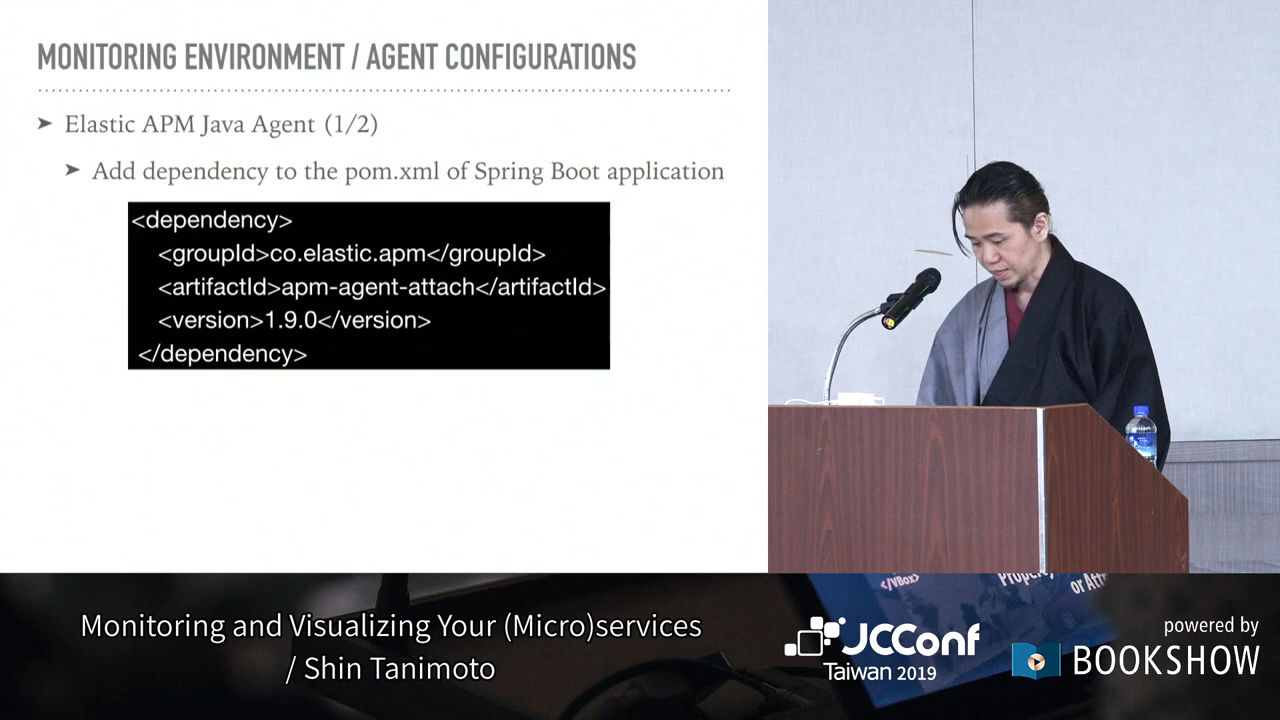 MONITORING ENVIRONMENT / AGENT CONFIGURATIONS
➤ Elastic APM Java Agent (1/2)
➤ Add dependency to the pom.xml of Spring Boot application
<dependency>
<groupId>co.elastic.apm</groupId>
<artifactId>apm-agent-attach</artifactId>
<version>1.9.0</version>
</dependency>
Monitoring and Visualizing Your (Micro)services
/ Shin Tanimoto
</VBox>
JCConf
Taiwan 2019
powered by
BOOKSHOW